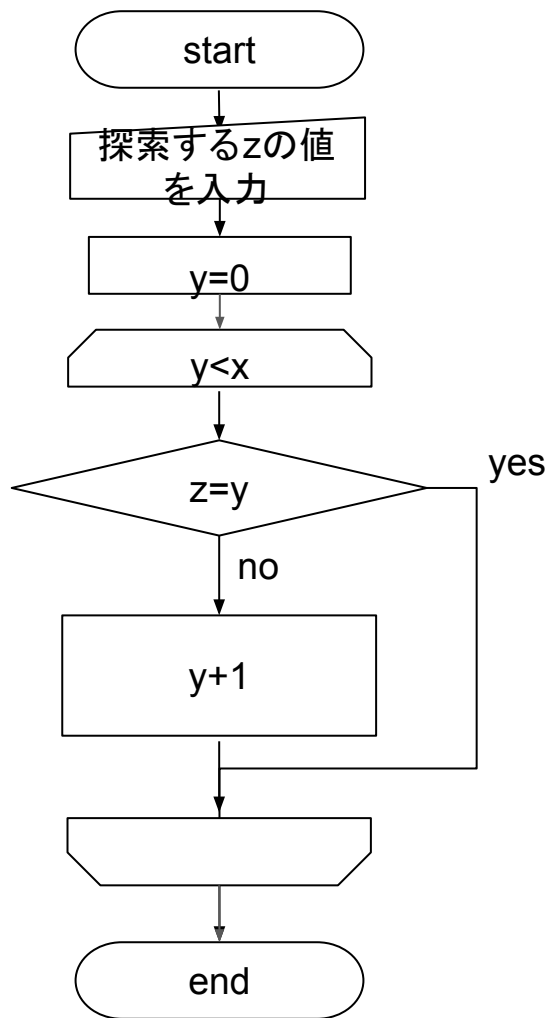 start
探索するzの値
を入力
y=0
y<x
z=y
yes
no
y+1
end